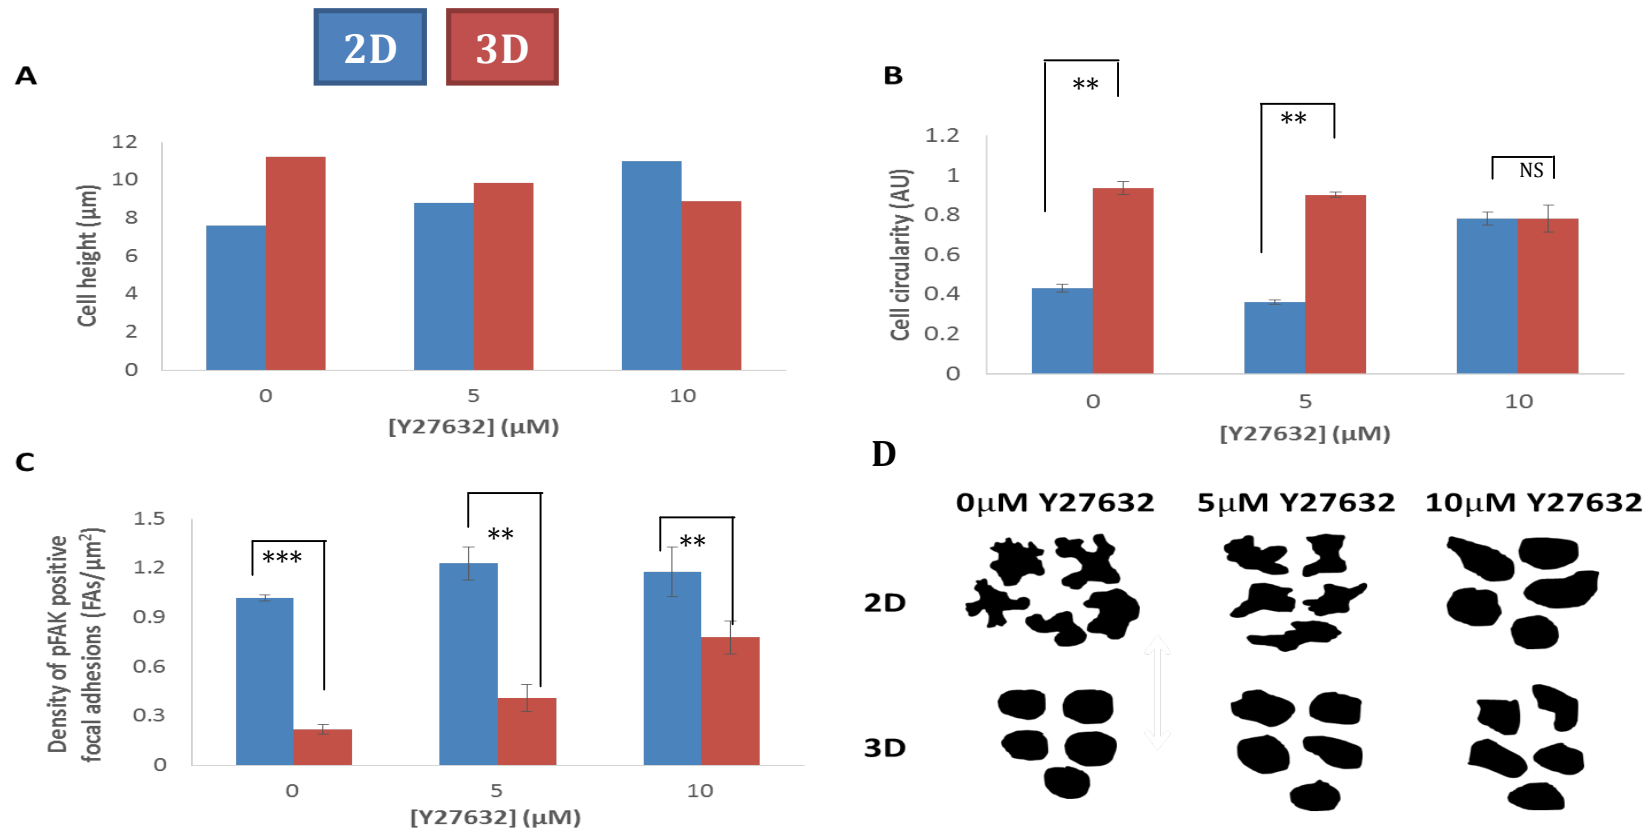 2D 3D
A
12
10
8
6
4
2
0
Cell height (µm)
0 5 10
[Y27632] (µM)
B
**
**
NS
1.2
1
0.8
0.6
0.4
0.2
0
Cell circularity (AU)
0 5 10
[Y27632] (µM)
C
***
**
**
1.5
1.2
0.9
0.6
0.3
0
Density of pFAK positive
focal adhesions (FAs/µm²)
0 5 10
[Y27632] (µM)
D
0µM Y27632 5µM Y27632 10µM Y27632
2D
3D